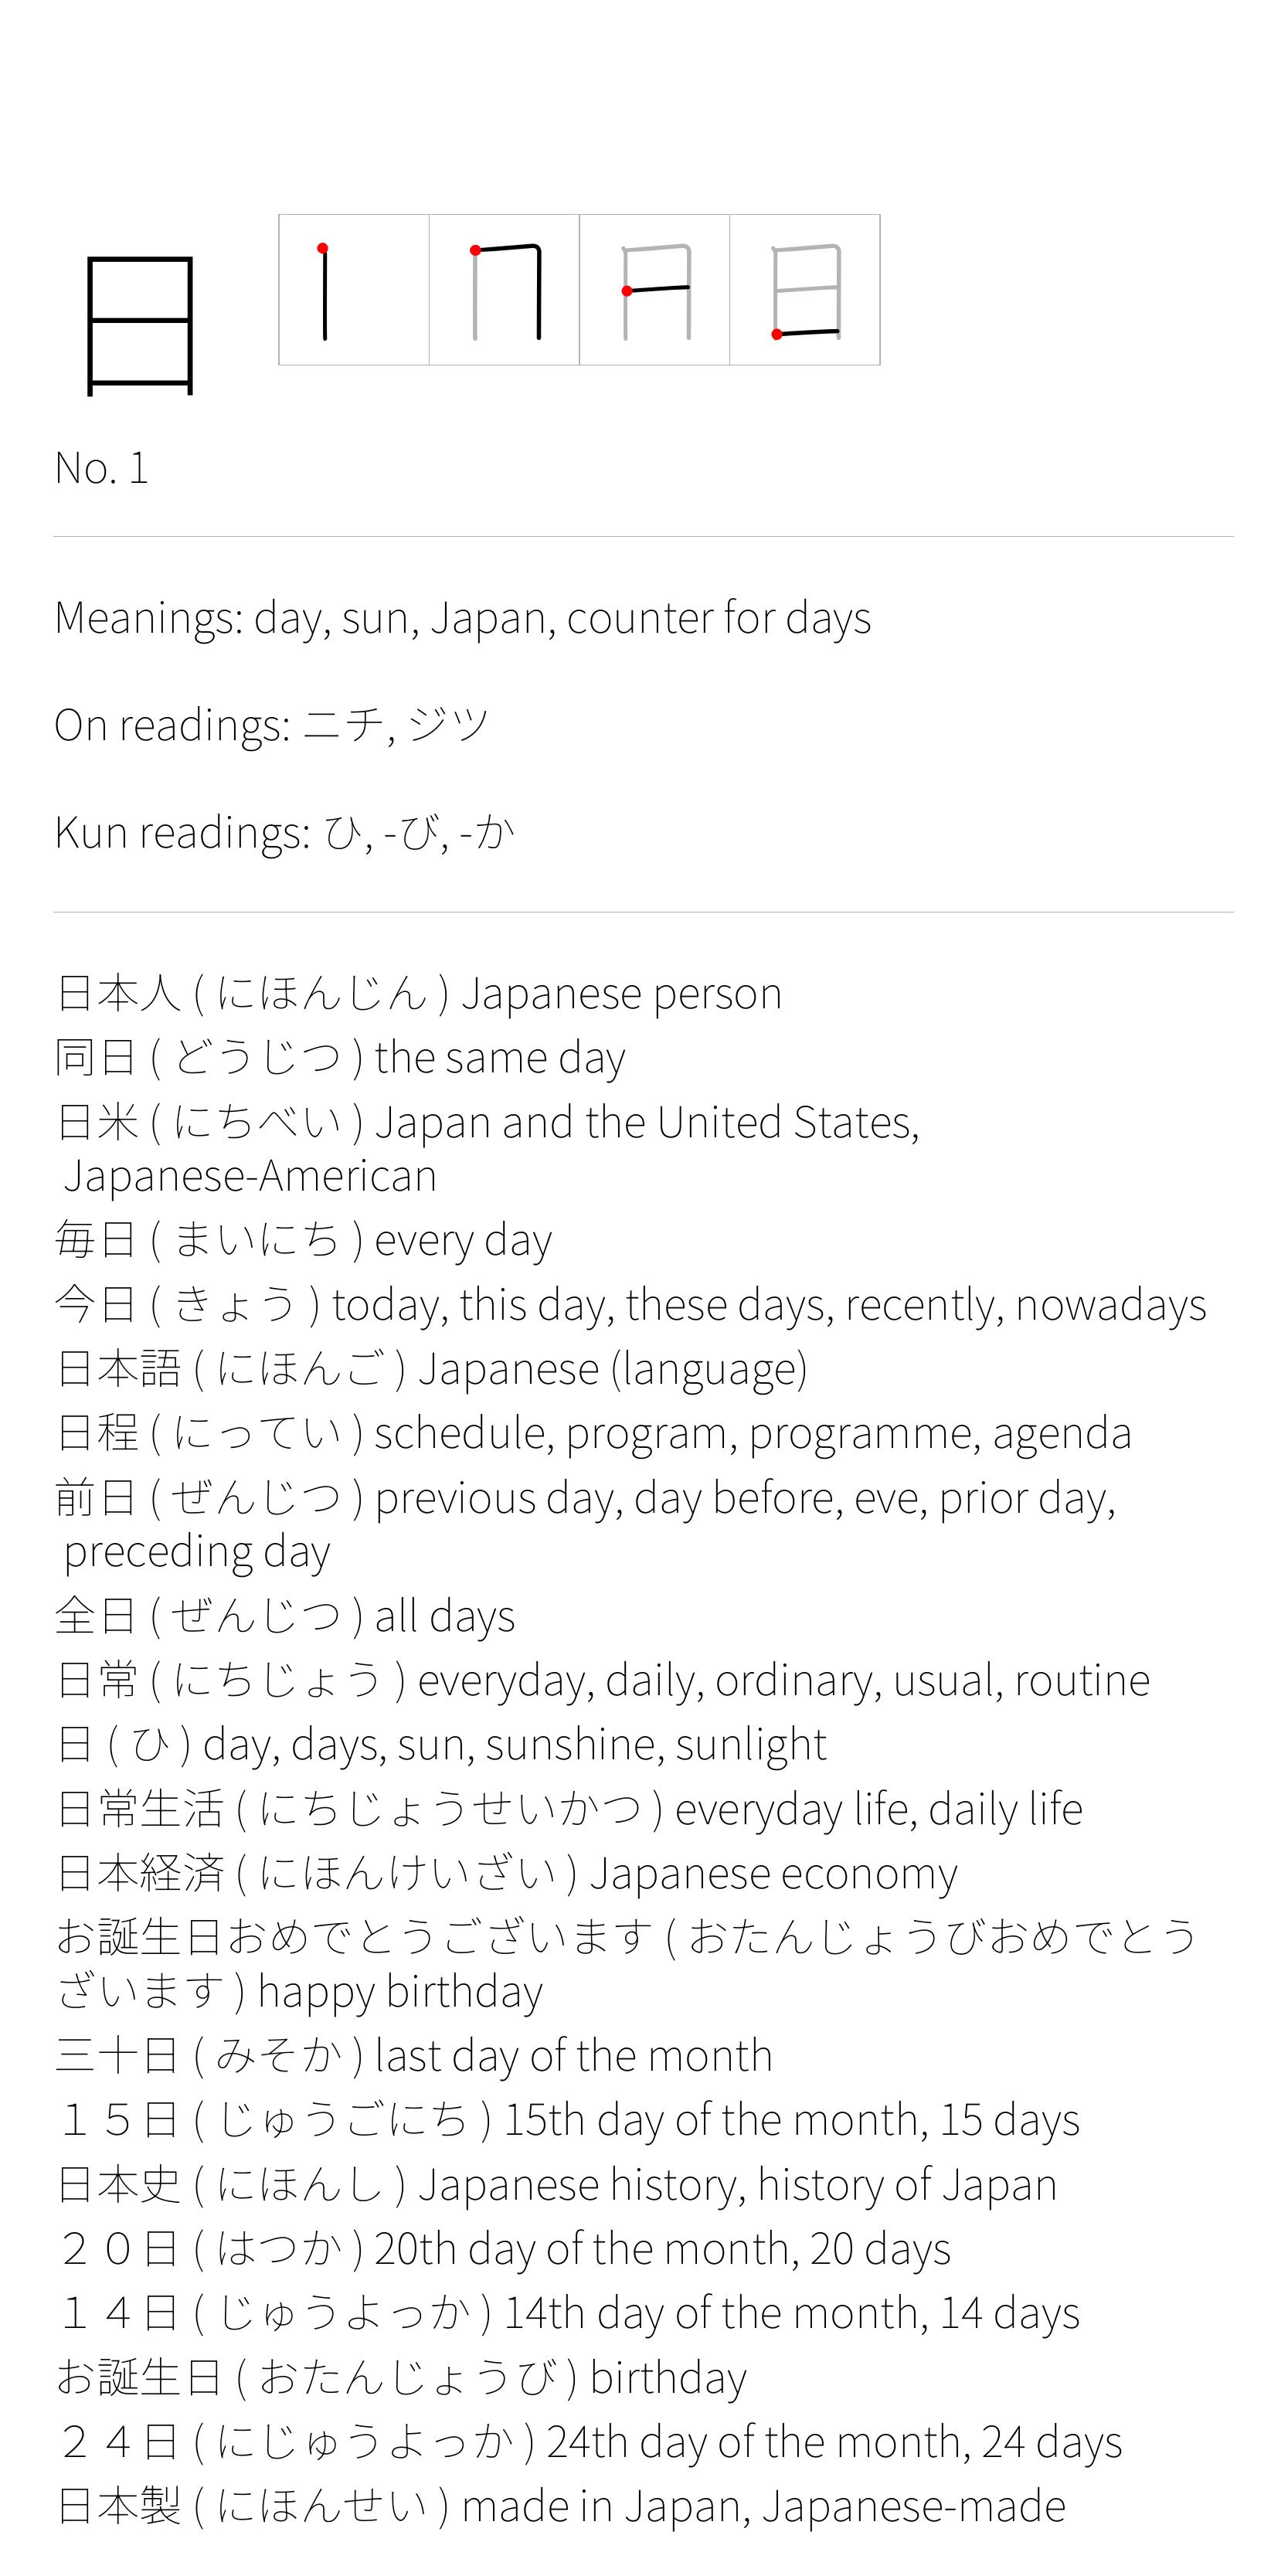 日
No. 1
Meanings: day, sun, Japan, counter for days
On readings: ニチ, ジツ
Kun readings: ひ, -び, -か
日本人 ( にほんじん ) Japanese person
同日 ( どうじつ ) the same day
日米 ( にちべい ) Japan and the United States,
Japanese-American
毎日 ( まいにち ) every day
今日 ( きょう ) today, this day, these days, recently, nowadays
日本語 ( にほんご ) Japanese (language)
日程 ( にってい ) schedule, program, programme, agenda
前日 ( ぜんじつ ) previous day, day before, eve, prior day,
preceding day
全日 ( ぜんじつ ) all days
日常 ( にちじょう ) everyday, daily, ordinary, usual, routine
日 ( ひ ) day, days, sun, sunshine, sunlight
日常生活 ( にちじょうせいかつ ) everyday life, daily life
日本経済 ( にほんけいざい ) Japanese economy
お誕生日おめでとうございます ( おたんじょうびおめでとう
ざいます ) happy birthday
三十日 ( みそか ) last day of the month
１５日 ( じゅうごにち ) 15th day of the month, 15 days
日本史 ( にほんし ) Japanese history, history of Japan
２０日 ( はつか ) 20th day of the month, 20 days
１４日 ( じゅうよっか ) 14th day of the month, 14 days
お誕生日 ( おたんじょうび ) birthday
２４日 ( にじゅうよっか ) 24th day of the month, 24 days
日本製 ( にほんせい ) made in Japan, Japanese-made